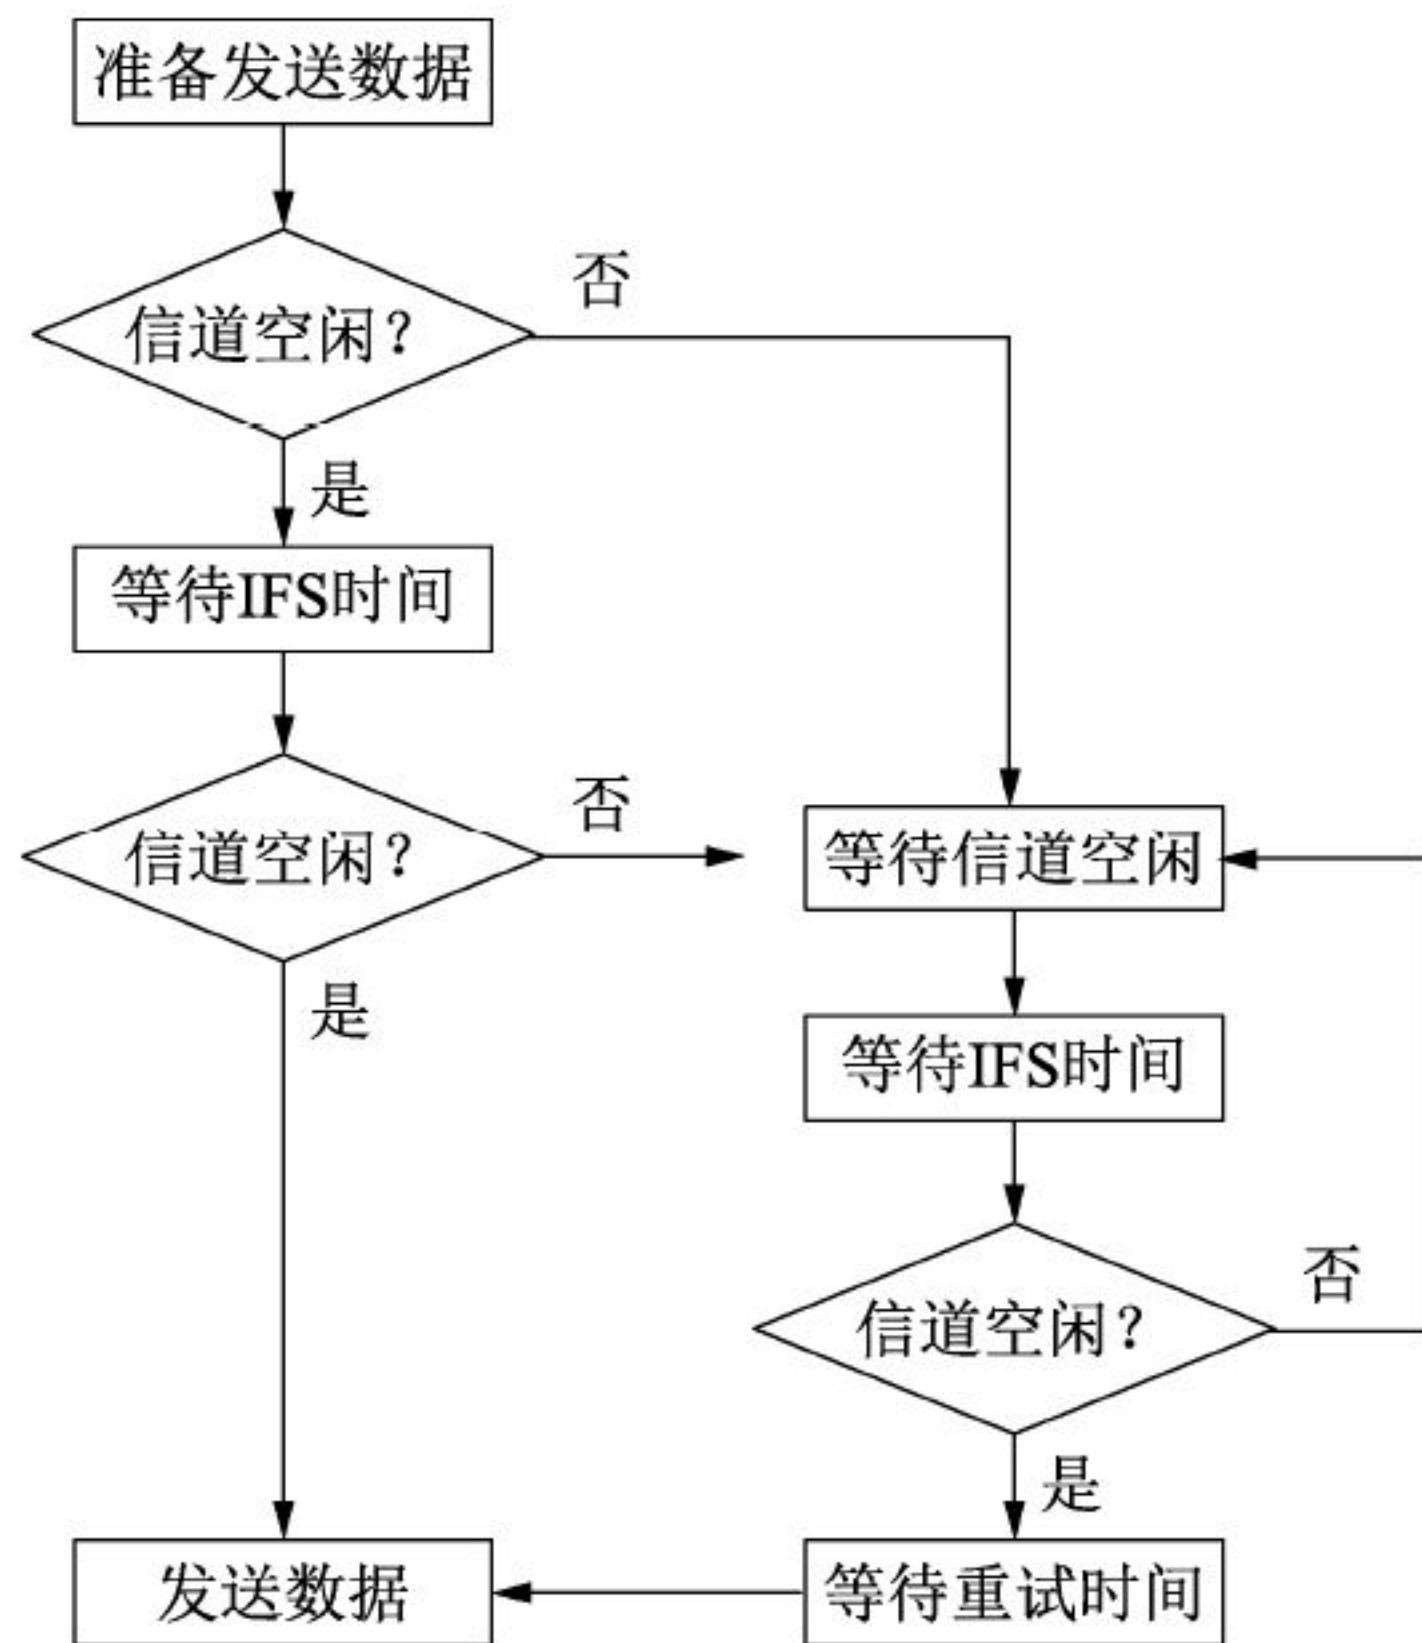 准备发送数据
信道空闲?
否
是
等待IFS时间
信道空闲?
否
是
等待信道空闲
等待IFS时间
信道空闲?
否
是
发送数据
等待重试时间